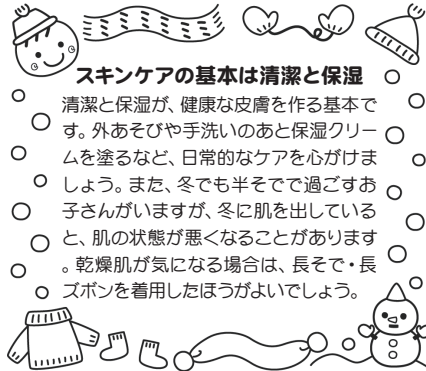 スキンケアの基本は清潔と保湿
清潔と保湿が、健康な皮膚を作る基本で
す。外あそびや手洗いのあと保湿クリー
ムを塗るなど、日常的なケアを心がけま
しょう。また、冬でも半そでで過ごすお
子さんがいますが、冬に肌を出している
と、肌の状態が悪くなることがあります
。乾燥肌が気になる場合は、長そで・長
ズボンを着用したほうがよいでしょう。